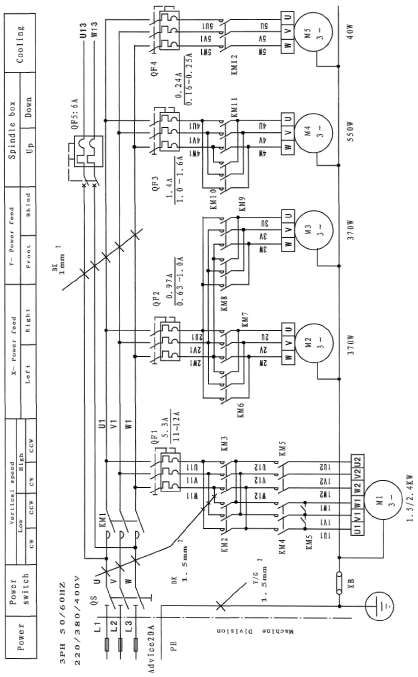 Power
Power switch
Vertical speed
Low
High
CW
CCW
CW
CCW
X- Power feed
Left
Right
Y- Power feed
Front
Bhind
Spindle box
Up
Down
Cooling
3PH 50/60HZ
220/380/400V
QS
L1
L2
L3
Advice20A
PE
U
V
W
KM1
U1
V1
W1
BK
1mm²
QF5:6A
U13
W13
BK
1.5mm²
Y/G
1.5mm²
Machine Division
XB
QF1
5.3A
11~12A
U11
V11
W11
KM2
KM3
U12
V12
W12
KM4
KM5
KM5
1U2
1V2
1W2
1W1
1V1
1U1
U1
V1
W1
W2
V2
U2
M1
3~
1.5/2.4KW
QF2
0.97A
0.63~1.0A
2U1
2V1
2W1
KM6
KM7
2U
2V
2W
U
V
W
M2
3~
370W
KM8
3U
3V
3W
U
V
W
M3
3~
370W
QF3
1.4A
1.0~1.6A
4U1
4V1
4W1
KM10
KM9
KM11
4U
4V
4W
U
V
W
M4
3~
550W
QF4
0.24A
0.16~0.25A
5U1
5V1
5W1
KM12
5U
5V
5W
U
V
W
M5
3~
40W